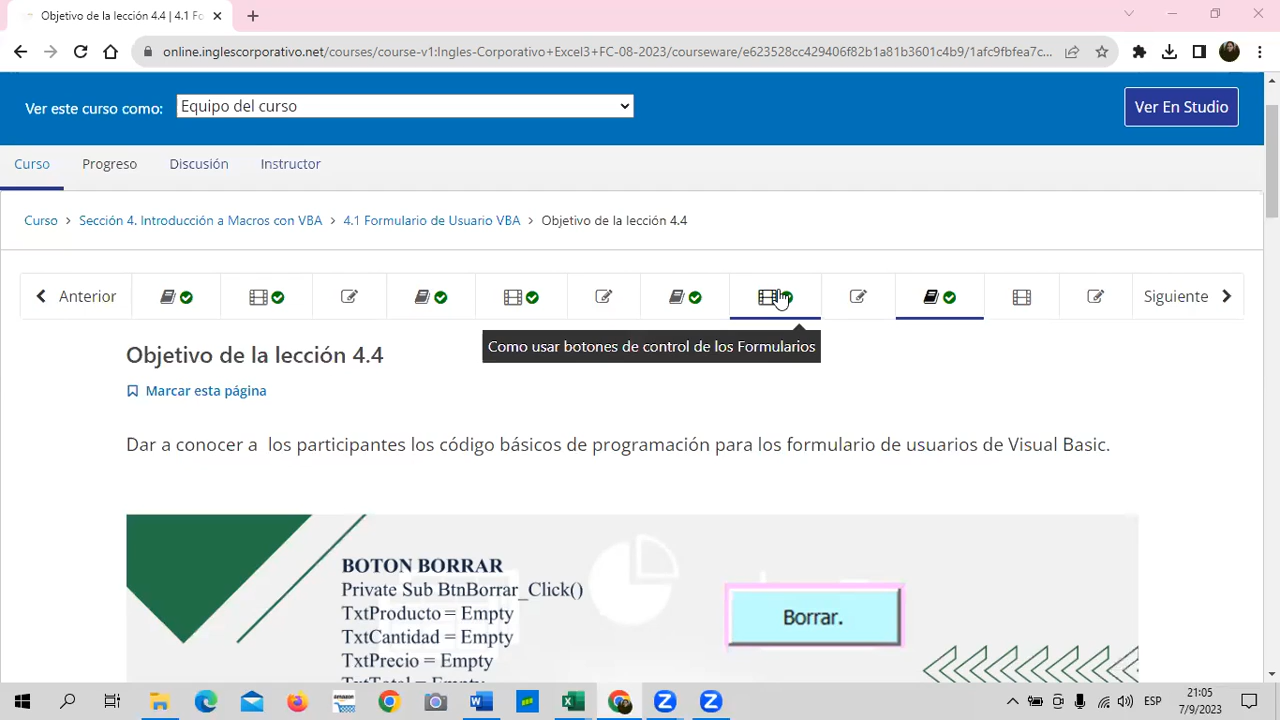 Objetivo de la lección 4.4 | 4.1 Fo
online.inglescorporativo.net/courses/course-v1:Ingles-Corporativo+Excel3+FC-08-2023/courseware/e623528cc429406f82b1a81b3601c4b9/1afc9fbfea7c...
Ver este curso como:
Equipo del curso
Ver En Studio
Curso
Progreso
Discusión
Instructor
Curso > Sección 4. Introducción a Macros con VBA > 4.1 Formulario de Usuario VBA > Objetivo de la lección 4.4
Anterior
Siguiente
Como usar botones de control de los Formularios
Objetivo de la lección 4.4
Marcar esta página
Dar a conocer a los participantes los código básicos de programación para los formulario de usuarios de Visual Basic.
BOTON BORRAR
Private Sub BtnBorrar_Click()
TxtProducto = Empty
TxtCantidad = Empty
TxtPrecio = Empty
TxtTotal = Empty
Borrar.
ESP
21:05
7/9/2023